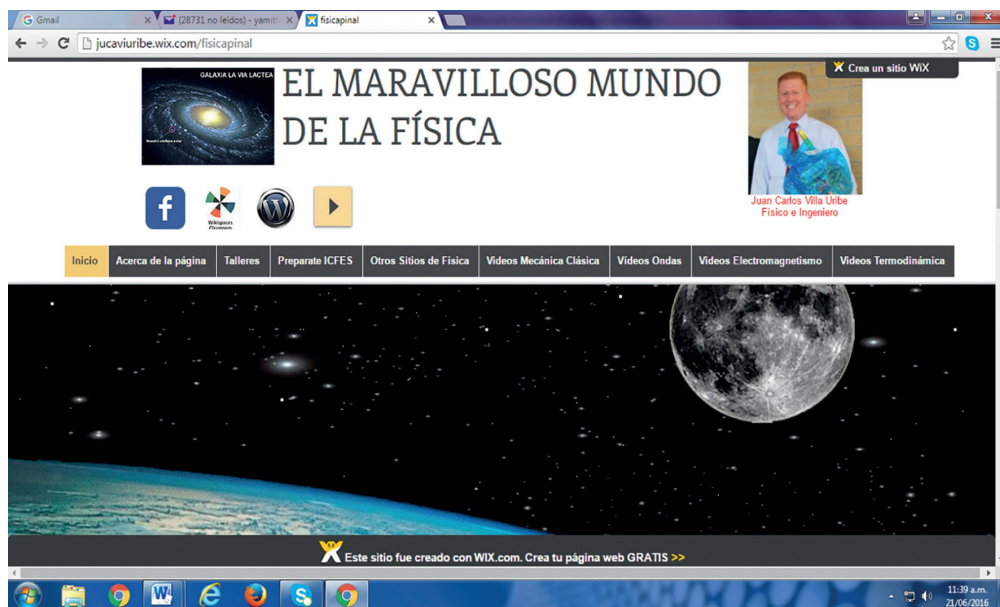 Gmail
(28731 no leídos) - yamith
fisicapinal
jucaviuribe.wix.com/fisicapinal
GALAXIA LA VIA LACTEA
EL MARAVILLOSO MUNDO
DE LA FÍSICA
Crea un sitio WiX
Juan Carlos Villa Uribe
Físico e Ingeniero
Wikispaces
Classroom
Inicio
Acerca de la página
Talleres
Preparate ICFES
Otros Sitios de Física
Videos Mecánica Clásica
Videos Ondas
Videos Electromagnetismo
Videos Termodinámica
Este sitio fue creado con WIX.com. Crea tu página web GRATIS >>
11:39 a.m.
21/06/2016